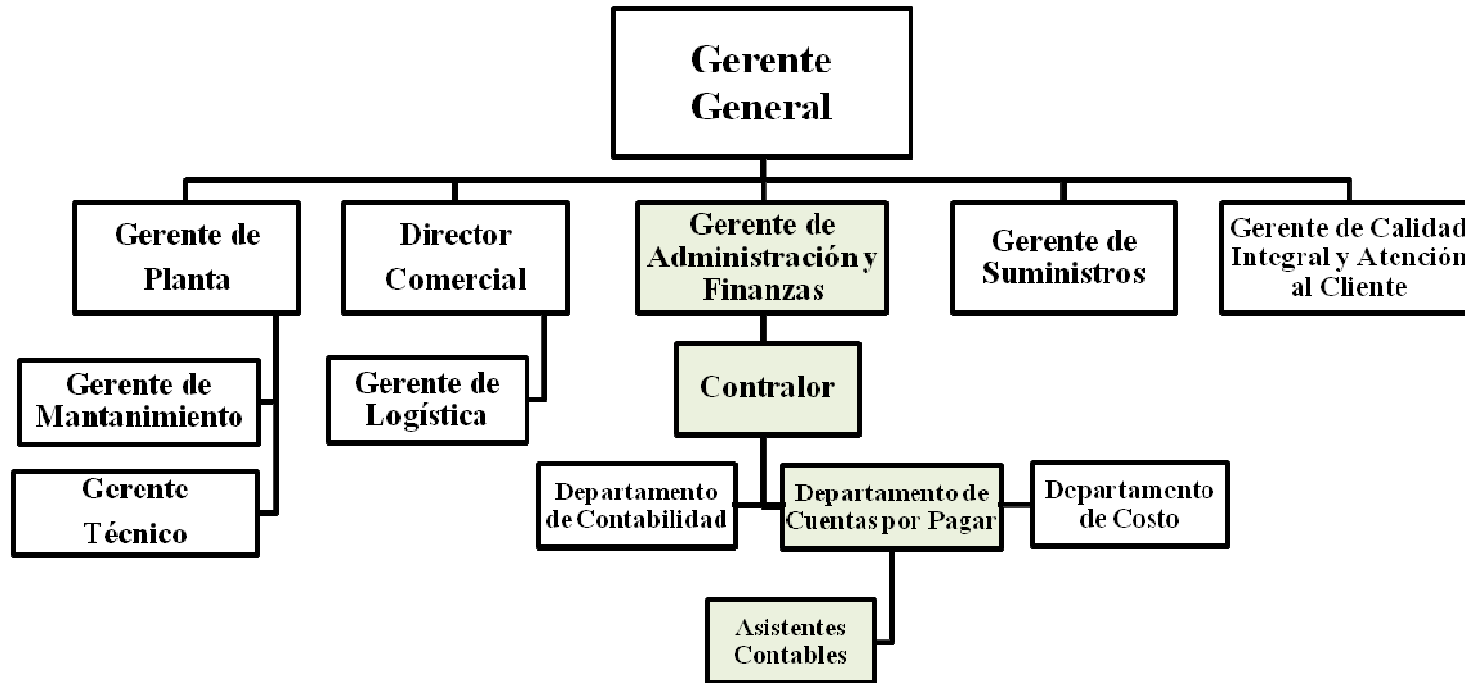 Gerente
General
Gerente de
Planta
Director
Comercial
Gerente de
Administración y
Finanzas
Gerente de
Suministros
Gerente de Calidad
Integral y Atención
al Cliente
Gerente de
Mantanimiento
Gerente de
Logística
Contralor
Gerente
Técnico
Departamento
de Contabilidad
Departamento de
Cuentas por Pagar
Departamento
de Costo
Asistentes
Contables